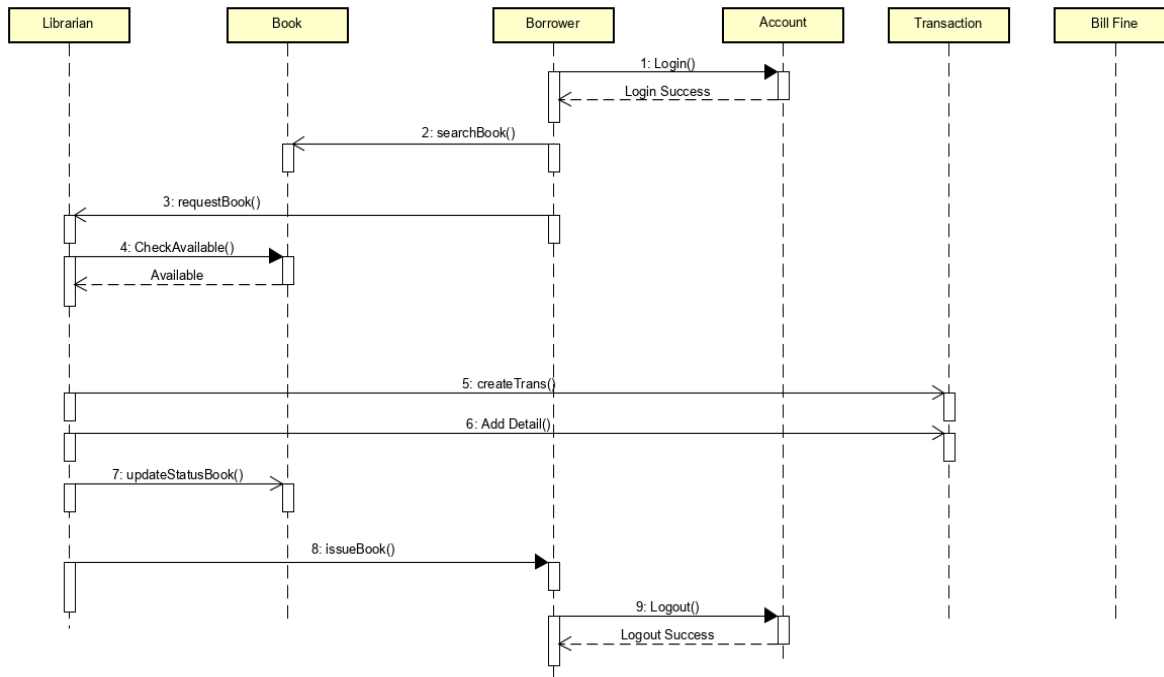 Librarian
Book
Borrower
Account
Transaction
Bill Fine
1: Login()
Login Success
2: searchBook()
3: requestBook()
4: CheckAvailable()
Available
5: createTrans()
6: Add Detail()
7: updateStatusBook()
8: issueBook()
9: Logout()
Logout Success